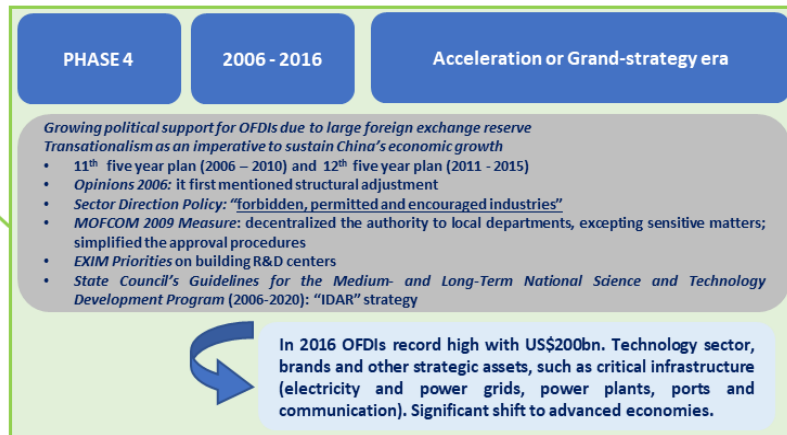 PHASE 4
2006 - 2016
Acceleration or Grand-strategy era
Growing political support for OFDIs due to large foreign exchange reserve
Transationalism as an imperative to sustain China's economic growth
• 11th five year plan (2006 – 2010) and 12th five year plan (2011 - 2015)
• Opinions 2006: it first mentioned structural adjustment
• Sector Direction Policy: "forbidden, permitted and encouraged industries"
• MOFCOM 2009 Measure: decentralized the authority to local departments, excepting sensitive matters;
simplified the approval procedures
• EXIM Priorities on building R&D centers
• State Council's Guidelines for the Medium- and Long-Term National Science and Technology
Development Program (2006-2020): "IDAR" strategy
In 2016 OFDIs record high with US$200bn. Technology sector,
brands and other strategic assets, such as critical infrastructure
(electricity and power grids, power plants, ports and
communication). Significant shift to advanced economies.